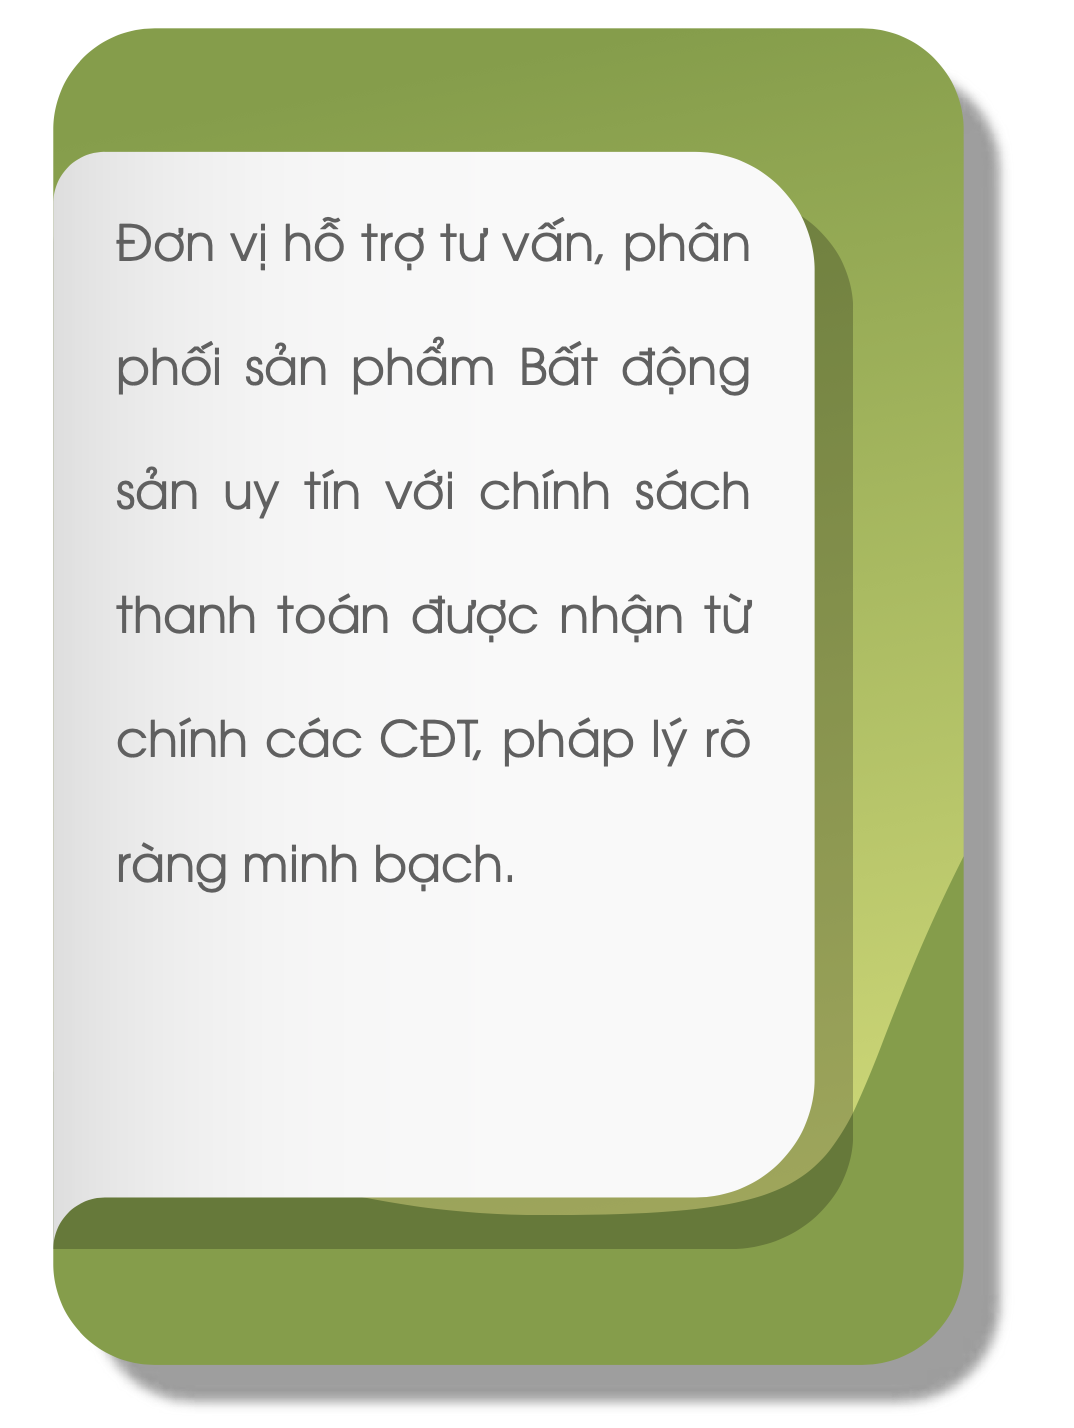 Đơn vị hỗ trợ tư vấn, phân
phối sản phẩm Bất động
sản uy tín với chính sách
thanh toán được nhận từ
chính các CĐT, pháp lý rõ
ràng minh bạch.